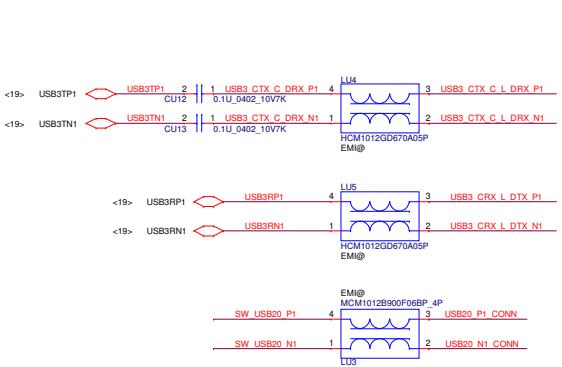 LU4
<19> USB3TP1 USB3TP1 2 1 USB3_CTX_C_DRX_P1 4 3 USB3_CTX_C_L_DRX_P1
CU12 0.1U_0402_10V7K
<19> USB3TN1 USB3TN1 2 1 USB3_CTX_C_DRX_N1 1 2 USB3_CTX_C_L_DRX_N1
CU13 0.1U_0402_10V7K
HCM1012GD670A05P
EMI@
LU5
<19> USB3RP1 USB3RP1 4 3 USB3_CRX_L_DTX_P1
<19> USB3RN1 USB3RN1 1 2 USB3_CRX_L_DTX_N1
HCM1012GD670A05P
EMI@
EMI@
MCM1012B900F06BP_4P
SW_USB20_P1 4 3 USB20_P1_CONN
SW_USB20_N1 1 2 USB20_N1_CONN
LU3